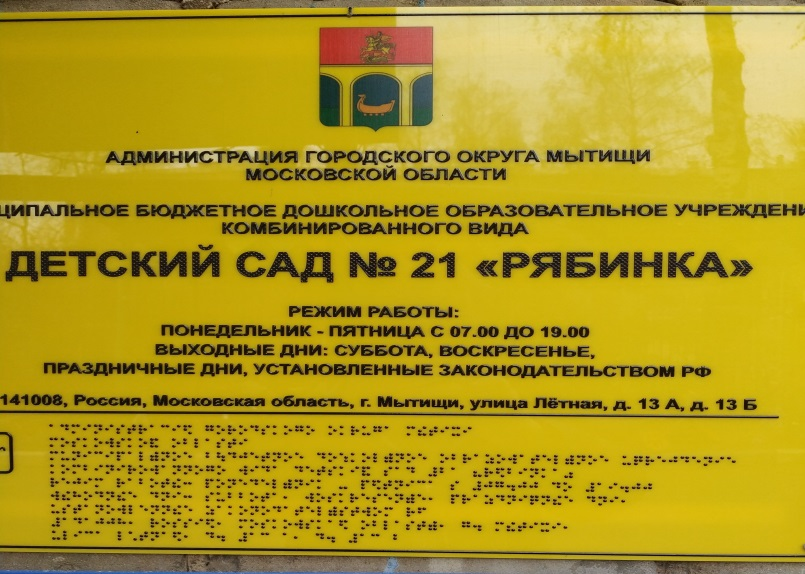 АДМИНИСТРАЦИЯ ГОРОДСКОГО ОКРУГА МЫТИЩИ
МОСКОВСКОЙ ОБЛАСТИ
ЦИПАЛЬНОЕ БЮДЖЕТНОЕ ДОШКОЛЬНОЕ ОБРАЗОВАТЕЛЬНОЕ УЧРЕЖДЕНИ
КОМБИНИРОВАННОГО ВИДА
ДЕТСКИЙ САД № 21 «РЯБИНКА»
РЕЖИМ РАБОТЫ:
ПОНЕДЕЛЬНИК - ПЯТНИЦА С 07.00 ДО 19.00
ВЫХОДНЫЕ ДНИ: СУББОТА, ВОСКРЕСЕНЬЕ,
ПРАЗДНИЧНЫЕ ДНИ, УСТАНОВЛЕННЫЕ ЗАКОНОДАТЕЛЬСТВОМ РФ
141008, Россия, Московская область, г. Мытищи, улица Лётная, д. 13 А, д. 13 Б